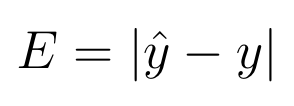 E = |ŷ − y|